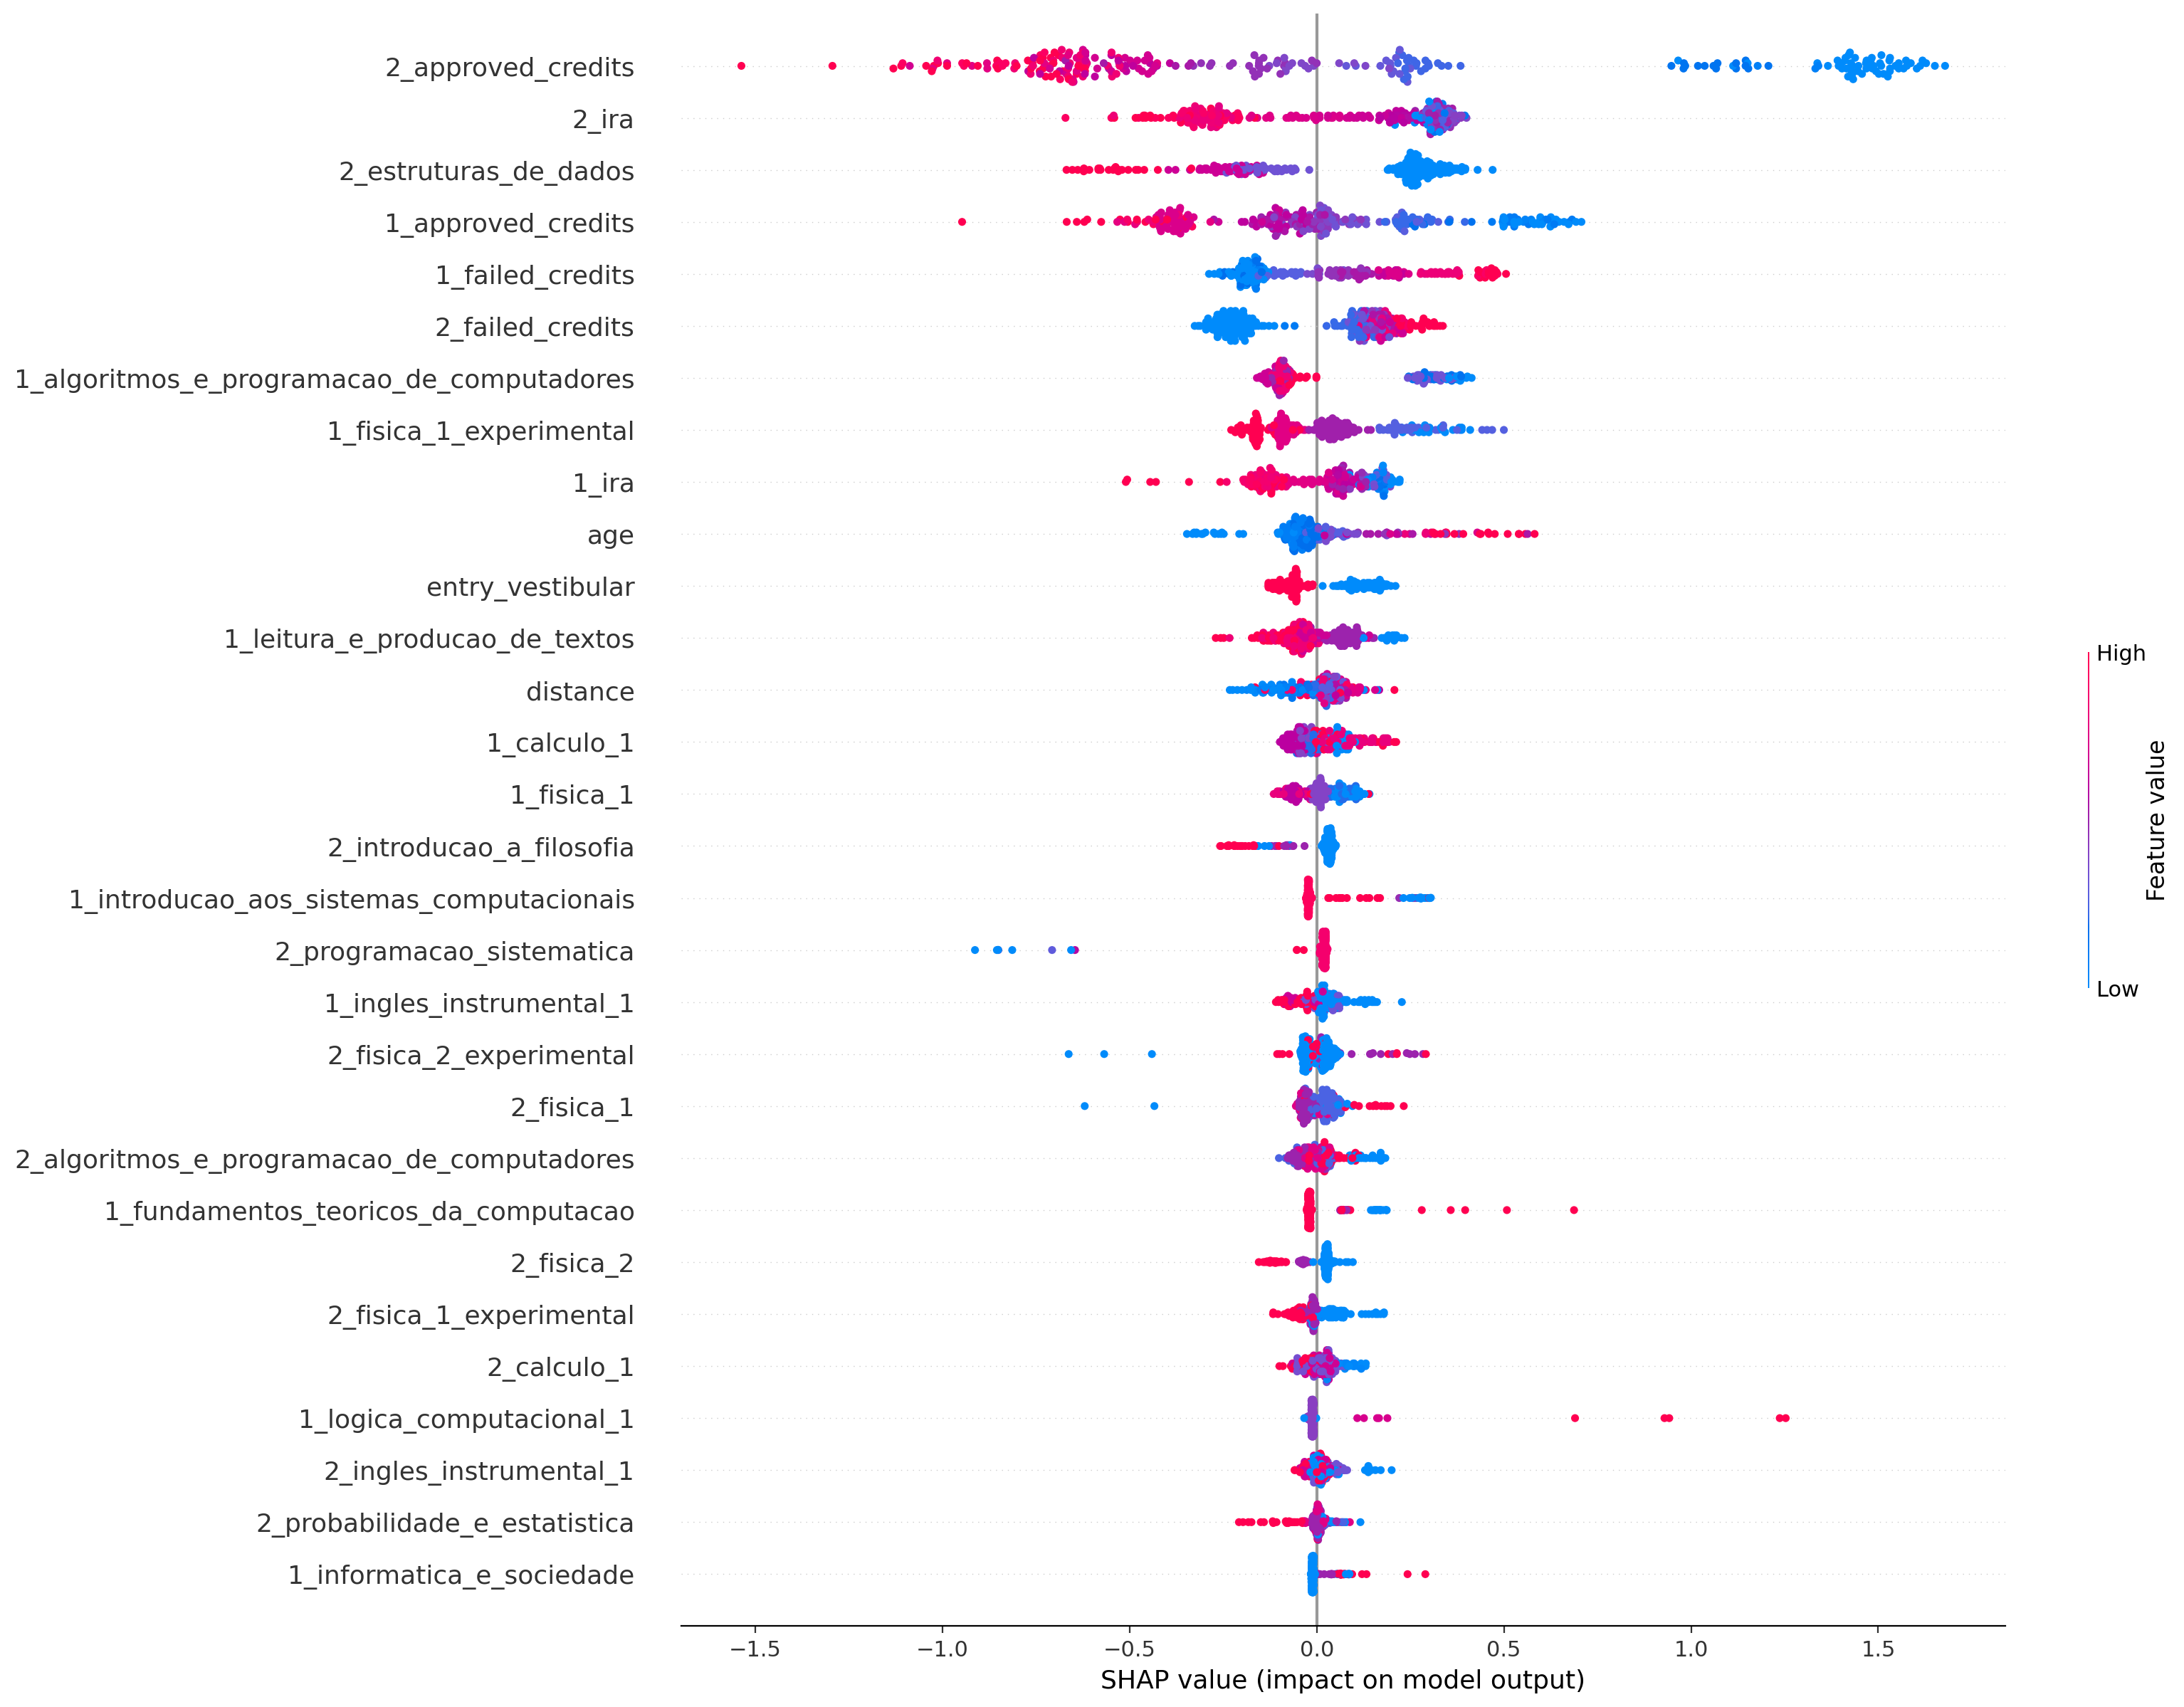 2_approved_credits
2_ira
2_estruturas_de_dados
1_approved_credits
1_failed_credits
2_failed_credits
1_algoritmos_e_programacao_de_computadores
1_fisica_1_experimental
1_ira
age
entry_vestibular
1_leitura_e_producao_de_textos
distance
1_calculo_1
1_fisica_1
2_introducao_a_filosofia
1_introducao_aos_sistemas_computacionais
2_programacao_sistematica
1_ingles_instrumental_1
2_fisica_2_experimental
2_fisica_1
2_algoritmos_e_programacao_de_computadores
1_fundamentos_teoricos_da_computacao
2_fisica_2
2_fisica_1_experimental
2_calculo_1
1_logica_computacional_1
2_ingles_instrumental_1
2_probabilidade_e_estatistica
1_informatica_e_sociedade
−1.5 −1.0 −0.5 0.0 0.5 1.0 1.5
SHAP value (impact on model output)
High
Feature value
Low